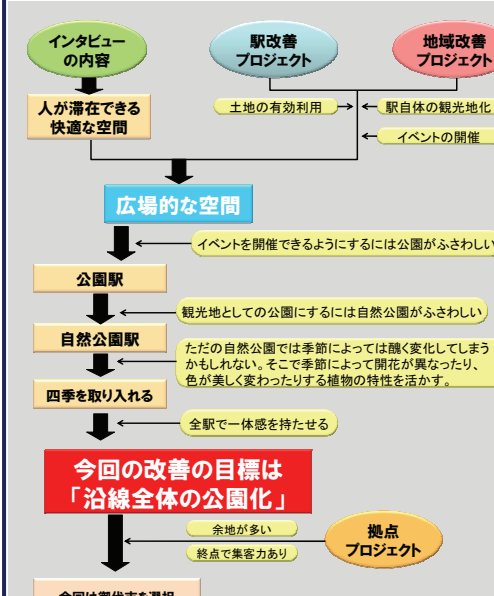 インタビュー
の内容
駅改善
プロジェクト
地域改善
プロジェクト
人が滞在できる
快適な空間
土地の有効利用
駅自体の観光地化
イベントの開催
広場的な空間
イベントを開催できるようにするには公園がふさわしい
公園駅
観光地としての公園にするには自然公園がふさわしい
自然公園駅
ただの自然公園では季節によっては醜く変化してしまう
かもしれない。そこで季節によって開花が異なったり、
色が美しく変わったりする植物の特性を活かす。
四季を取り入れる
全駅で一体感を持たせる
今回の改善の目標は
「沿線全体の公園化」
余地が多い
終点で集客力あり
拠点
プロジェクト